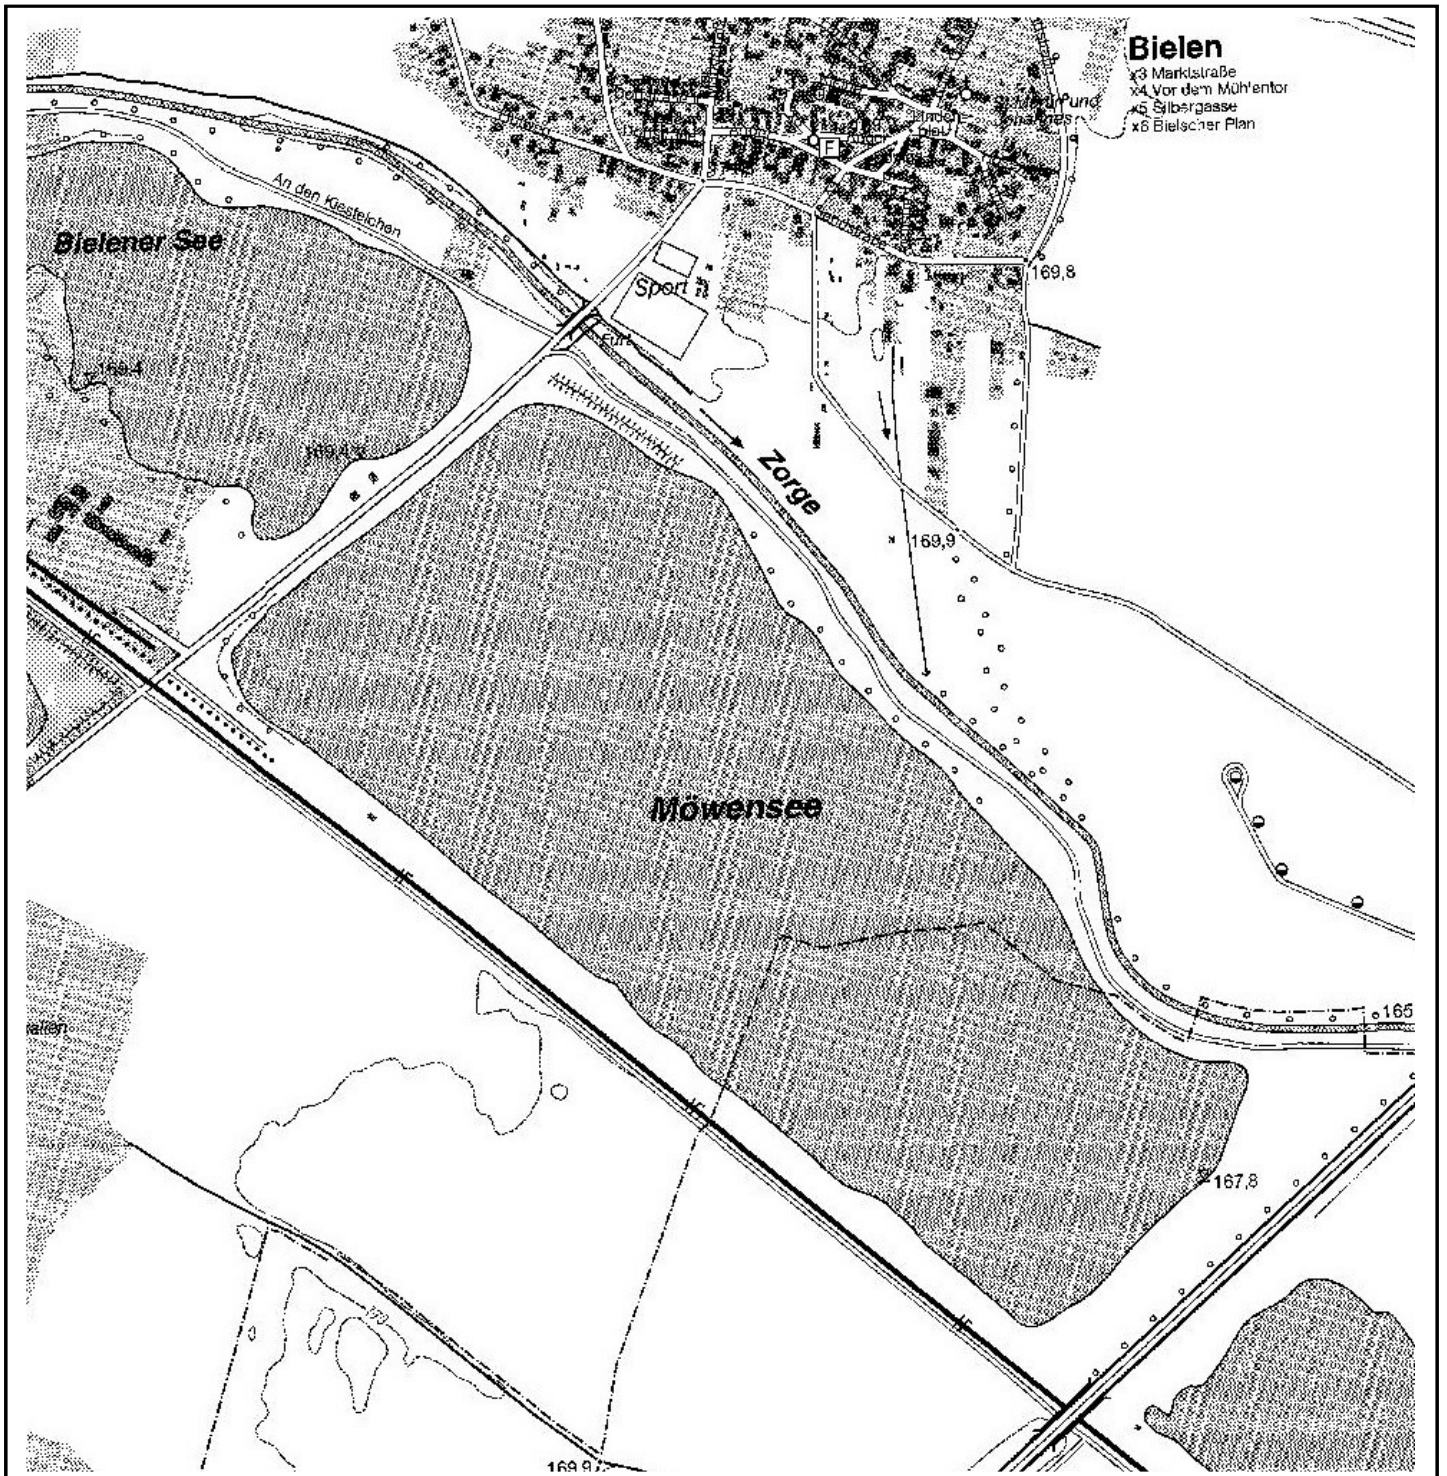 Bielen
x3 Marktstraße
x4 Vor dem Mühlentor
x5 Silbergasse
x6 Bielscher Plan
F
An den Kiesteichen
Bielener See
169,8
Sport
Furt
169,4
169,4
Zorge
169,9
Möwensee
165
167,8
169,9